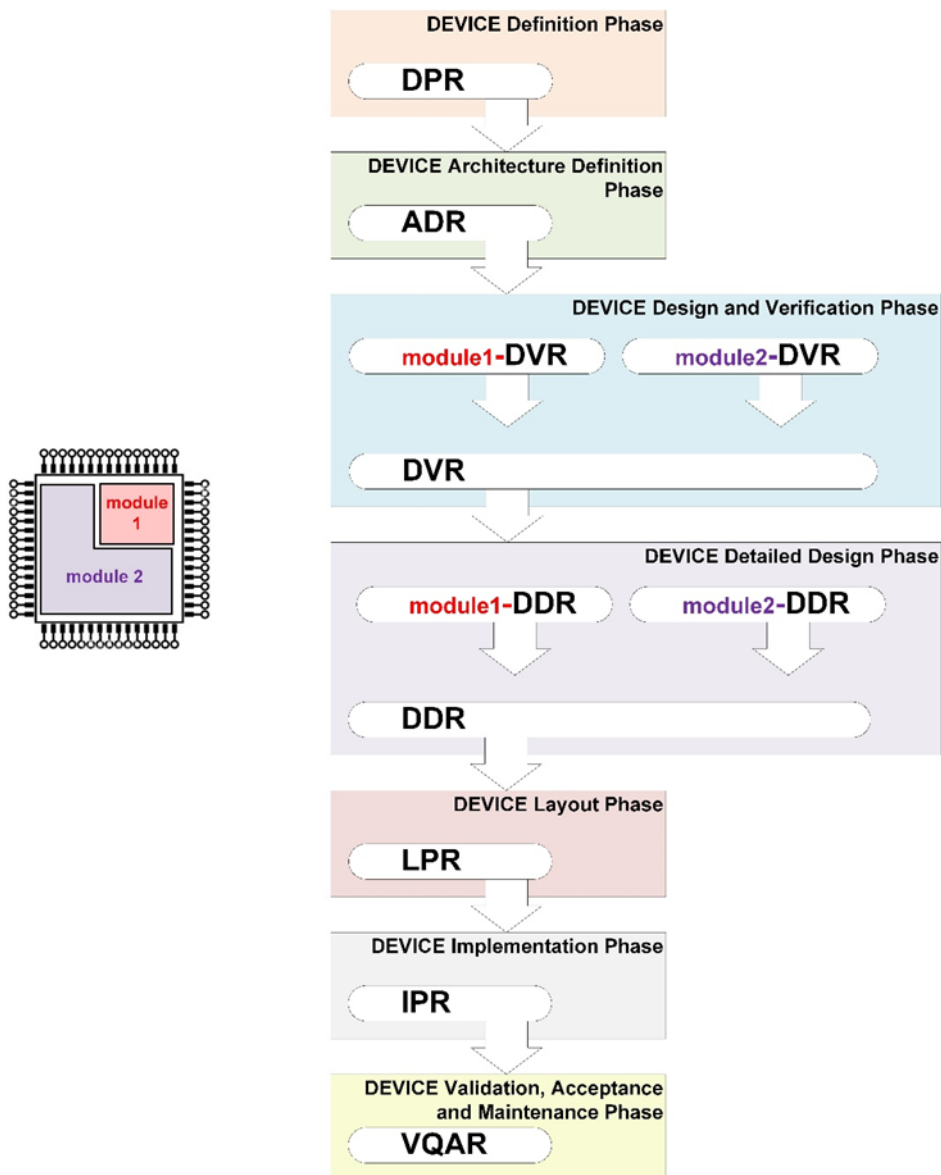 DEVICE Definition Phase
DPR
DEVICE Architecture Definition
Phase
ADR
DEVICE Design and Verification Phase
module1-DVR
module2-DVR
DVR
module
1
module 2
DEVICE Detailed Design Phase
module1-DDR
module2-DDR
DDR
DEVICE Layout Phase
LPR
DEVICE Implementation Phase
IPR
DEVICE Validation, Acceptance
and Maintenance Phase
VQAR